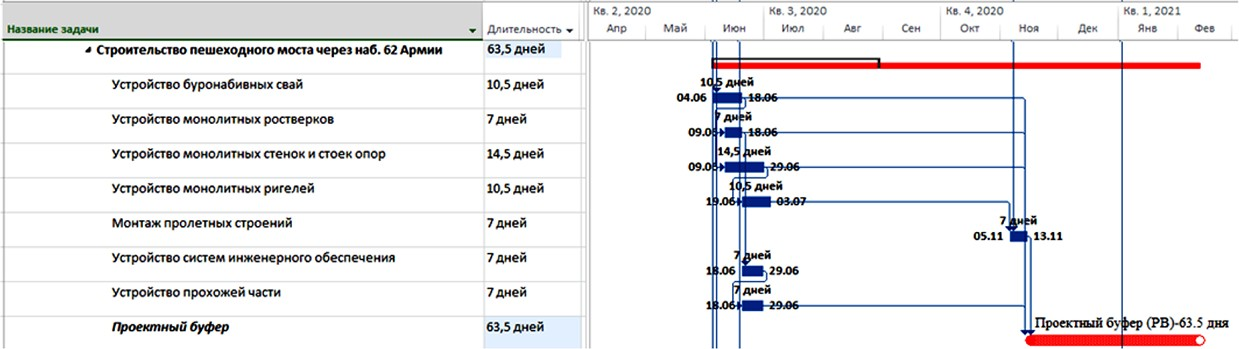 Название задачи Длительность Кв. 2, 2020 Кв. 3, 2020 Кв. 4, 2020 Кв. 1, 2021
Апр Май Июн Июл Авг Сен Окт Ноя Дек Янв Фев
Строительство пешеходного моста через наб. 62 Армии 63,5 дней
Устройство буронабивных свай 10,5 дней 10,5 дней
04.06 18.06
Устройство монолитных ростверков 7 дней 7 дней
09.06 18.06
Устройство монолитных стенок и стоек опор 14,5 дней 14,5 дней
09.06 29.06
Устройство монолитных ригелей 10,5 дней 10,5 дней
19.06 03.07
Монтаж пролетных строений 7 дней 7 дней
05.11 13.11
Устройство систем инженерного обеспечения 7 дней 7 дней
18.06 29.06
Устройство прохожей части 7 дней 7 дней
18.06 29.06
Проектный буфер 63,5 дней Проектный буфер (PB)-63.5 дня